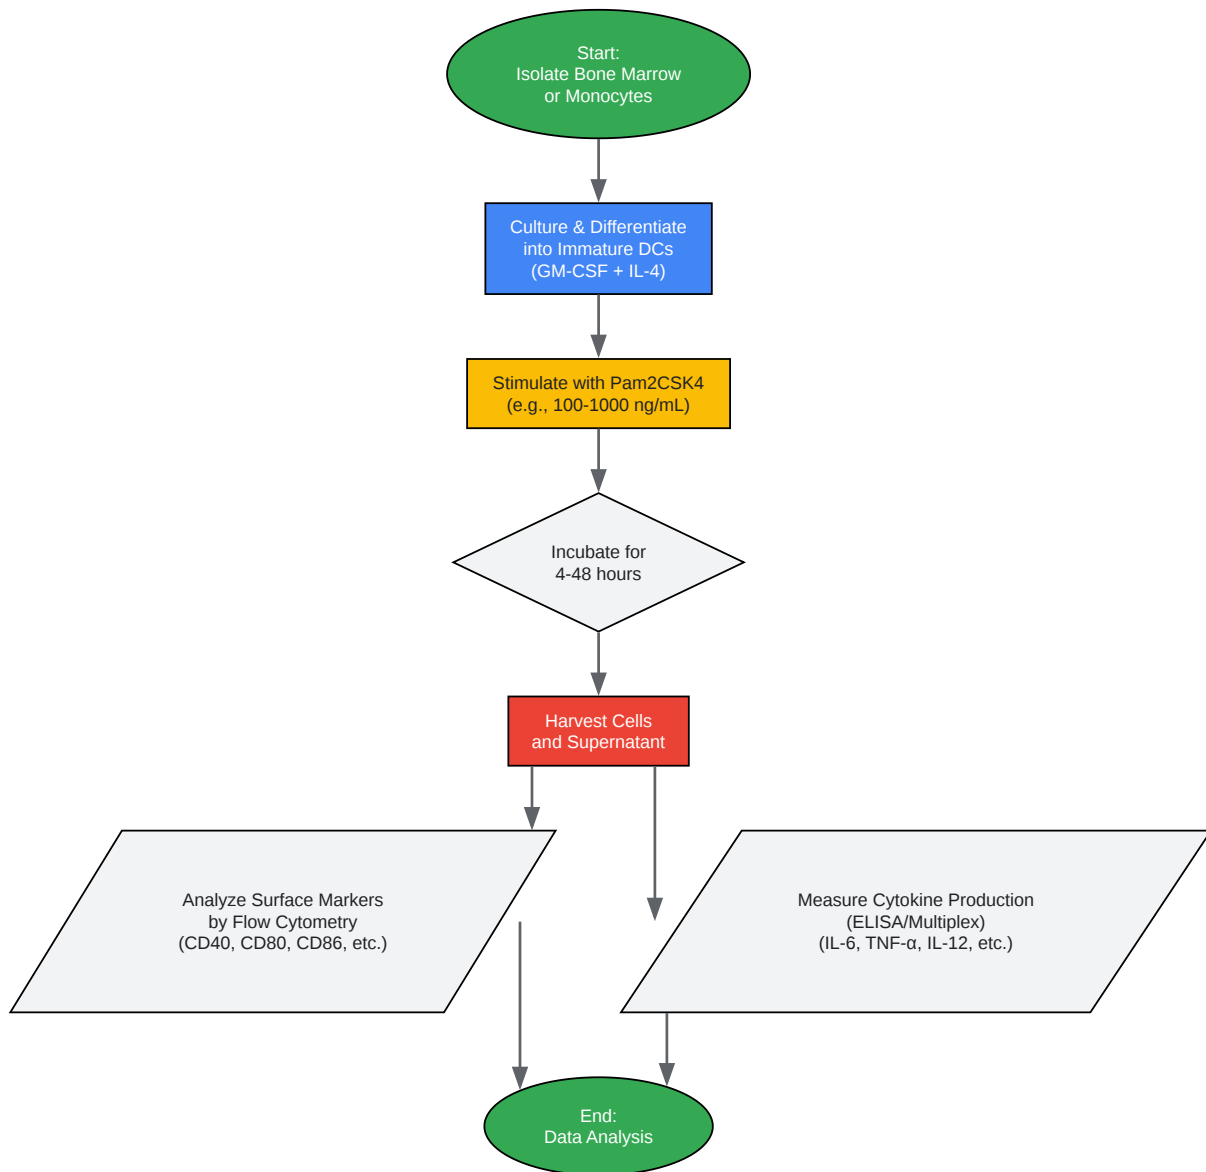 Start:
Isolate Bone Marrow
or Monocytes
Culture & Differentiate
into Immature DCs
(GM-CSF + IL-4)
Stimulate with Pam2CSK4
(e.g., 100-1000 ng/mL)
Incubate for
4-48 hours
Harvest Cells
and Supernatant
Analyze Surface Markers
by Flow Cytometry
(CD40, CD80, CD86, etc.)
Measure Cytokine Production
(ELISA/Multiplex)
(IL-6, TNF-α, IL-12, etc.)
End:
Data Analysis